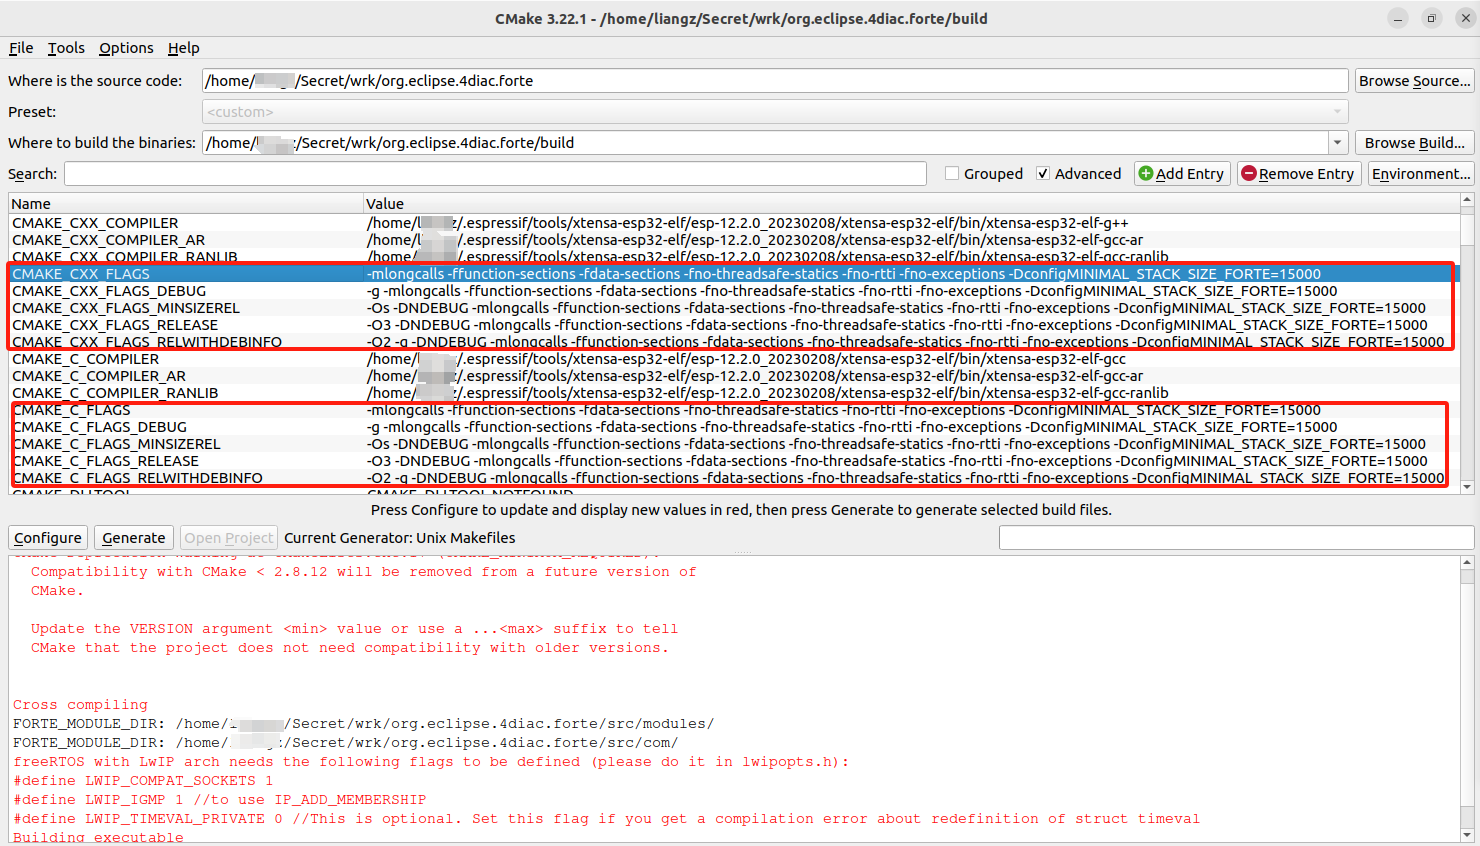 CMake 3.22.1 - /home/liangz/Secret/wrk/org.eclipse.4diac.forte/build
File Tools Options Help
Where is the source code: /home/ /Secret/wrk/org.eclipse.4diac.forte Browse Source...
Preset: <custom>
Where to build the binaries: /home/ /Secret/wrk/org.eclipse.4diac.forte/build Browse Build...
Search: Grouped Advanced Add Entry Remove Entry Environment...
Name Value
CMAKE_CXX_COMPILER /home/ /.espressif/tools/xtensa-esp32-elf/esp-12.2.0_20230208/xtensa-esp32-elf/bin/xtensa-esp32-elf-g++
CMAKE_CXX_COMPILER_AR /home/ /.espressif/tools/xtensa-esp32-elf/esp-12.2.0_20230208/xtensa-esp32-elf/bin/xtensa-esp32-elf-gcc-ar
CMAKE_CXX_COMPILER_RANLIB /home/ /.espressif/tools/xtensa-esp32-elf/esp-12.2.0_20230208/xtensa-esp32-elf/bin/xtensa-esp32-elf-gcc-ranlib
CMAKE_CXX_FLAGS -mlongcalls -ffunction-sections -fdata-sections -fno-threadsafe-statics -fno-rtti -fno-exceptions -DconfigMINIMAL_STACK_SIZE_FORTE=15000
CMAKE_CXX_FLAGS_DEBUG -g -mlongcalls -ffunction-sections -fdata-sections -fno-threadsafe-statics -fno-rtti -fno-exceptions -DconfigMINIMAL_STACK_SIZE_FORTE=15000
CMAKE_CXX_FLAGS_MINSIZEREL -Os -DNDEBUG -mlongcalls -ffunction-sections -fdata-sections -fno-threadsafe-statics -fno-rtti -fno-exceptions -DconfigMINIMAL_STACK_SIZE_FORTE=15000
CMAKE_CXX_FLAGS_RELEASE -O3 -DNDEBUG -mlongcalls -ffunction-sections -fdata-sections -fno-threadsafe-statics -fno-rtti -fno-exceptions -DconfigMINIMAL_STACK_SIZE_FORTE=15000
CMAKE_CXX_FLAGS_RELWITHDEBINFO -O2 -g -DNDEBUG -mlongcalls -ffunction-sections -fdata-sections -fno-threadsafe-statics -fno-rtti -fno-exceptions -DconfigMINIMAL_STACK_SIZE_FORTE=15000
CMAKE_C_COMPILER /home/ /.espressif/tools/xtensa-esp32-elf/esp-12.2.0_20230208/xtensa-esp32-elf/bin/xtensa-esp32-elf-gcc
CMAKE_C_COMPILER_AR /home/ /.espressif/tools/xtensa-esp32-elf/esp-12.2.0_20230208/xtensa-esp32-elf/bin/xtensa-esp32-elf-gcc-ar
CMAKE_C_COMPILER_RANLIB /home/ /.espressif/tools/xtensa-esp32-elf/esp-12.2.0_20230208/xtensa-esp32-elf/bin/xtensa-esp32-elf-gcc-ranlib
CMAKE_C_FLAGS -mlongcalls -ffunction-sections -fdata-sections -fno-threadsafe-statics -fno-rtti -fno-exceptions -DconfigMINIMAL_STACK_SIZE_FORTE=15000
CMAKE_C_FLAGS_DEBUG -g -mlongcalls -ffunction-sections -fdata-sections -fno-threadsafe-statics -fno-rtti -fno-exceptions -DconfigMINIMAL_STACK_SIZE_FORTE=15000
CMAKE_C_FLAGS_MINSIZEREL -Os -DNDEBUG -mlongcalls -ffunction-sections -fdata-sections -fno-threadsafe-statics -fno-rtti -fno-exceptions -DconfigMINIMAL_STACK_SIZE_FORTE=15000
CMAKE_C_FLAGS_RELEASE -O3 -DNDEBUG -mlongcalls -ffunction-sections -fdata-sections -fno-threadsafe-statics -fno-rtti -fno-exceptions -DconfigMINIMAL_STACK_SIZE_FORTE=15000
CMAKE_C_FLAGS_RELWITHDEBINFO -O2 -g -DNDEBUG -mlongcalls -ffunction-sections -fdata-sections -fno-threadsafe-statics -fno-rtti -fno-exceptions -DconfigMINIMAL_STACK_SIZE_FORTE=15000
CMAKE_DLLTOOL CMAKE_DLLTOOL-NOTFOUND
Press Configure to update and display new values in red, then press Generate to generate selected build files.
Configure Generate Open Project Current Generator: Unix Makefiles
Compatibility with CMake < 2.8.12 will be removed from a future version of
CMake.
Update the VERSION argument <min> value or use a ...<max> suffix to tell
CMake that the project does not need compatibility with older versions.
Cross compiling
FORTE_MODULE_DIR: /home/ /Secret/wrk/org.eclipse.4diac.forte/src/modules/
FORTE_MODULE_DIR: /home/ /Secret/wrk/org.eclipse.4diac.forte/src/com/
freeRTOS with LwIP arch needs the following flags to be defined (please do it in lwipopts.h):
#define LWIP_COMPAT_SOCKETS 1
#define LWIP_IGMP 1 //to use IP_ADD_MEMBERSHIP
#define LWIP_TIMEVAL_PRIVATE 0 //This is optional. Set this flag if you get a compilation error about redefinition of struct timeval
Building executable